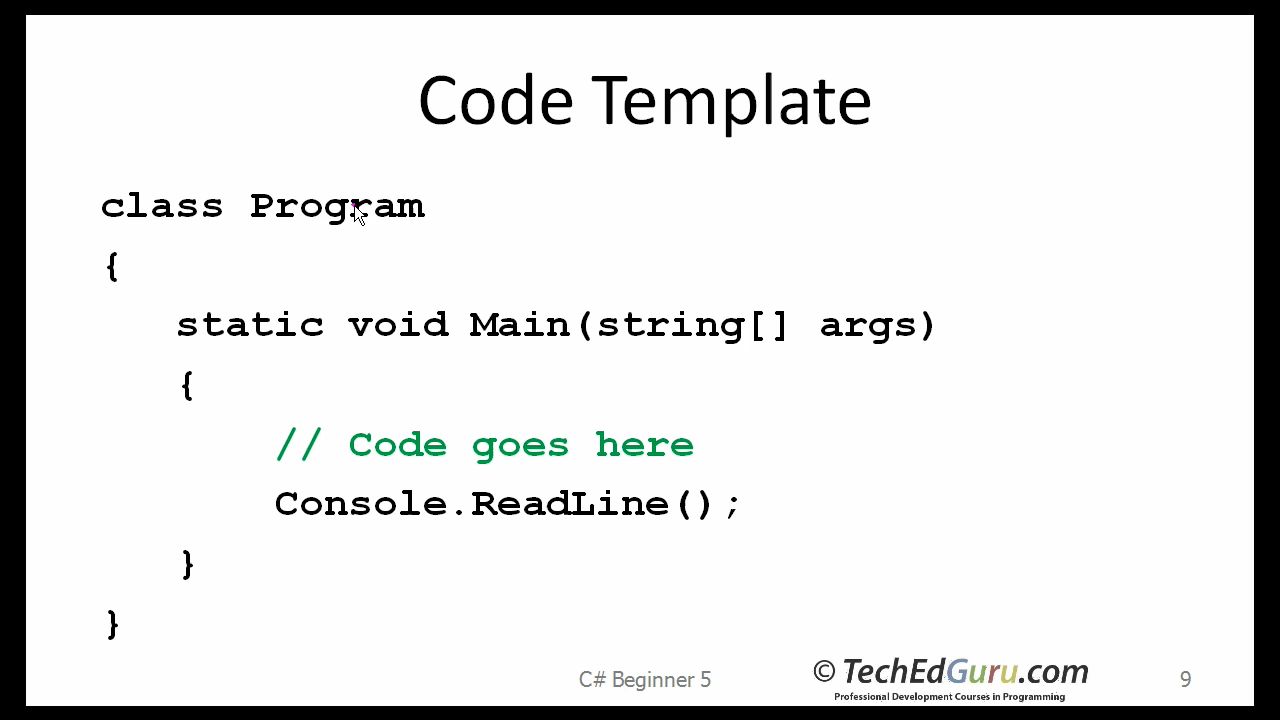 Code Template
class Program
{
static void Main(string[] args)
{
// Code goes here
Console.ReadLine();
}
}
C# Beginner 5
© TechEdGuru.com
Professional Development Courses in Programming
9